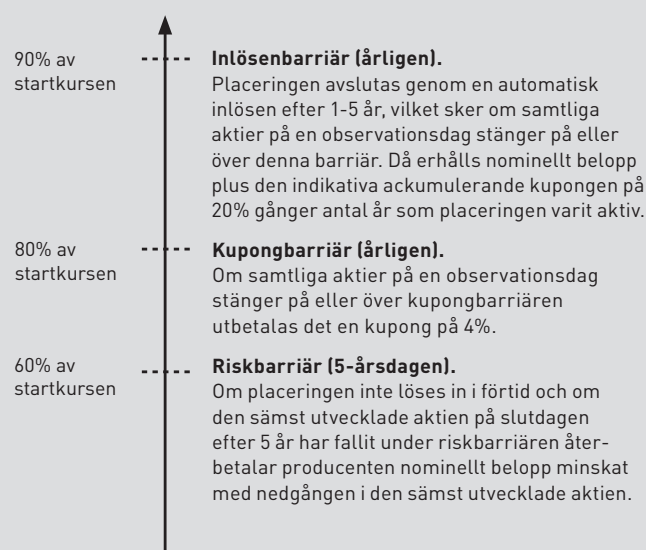 90% av
startkursen
Inlösenbarriär (årligen).
Placeringen avslutas genom en automatisk
inlösen efter 1-5 år, vilket sker om samtliga
aktier på en observationsdag stänger på eller
över denna barriär. Då erhålls nominellt belopp
plus den indikativa ackumulerande kupongen på
20% gånger antal år som placeringen varit aktiv.
80% av
startkursen
Kupongbarriär (årligen).
Om samtliga aktier på en observationsdag
stänger på eller över kupongbarriären
utbetalas det en kupong på 4%.
60% av
startkursen
Riskbarriär (5-årsdagen).
Om placeringen inte löses in i förtid och om
den sämst utvecklade aktien på slutdagen
efter 5 år har fallit under riskbarriären åter-
betalar producenten nominellt belopp minskat
med nedgången i den sämst utvecklade aktien.